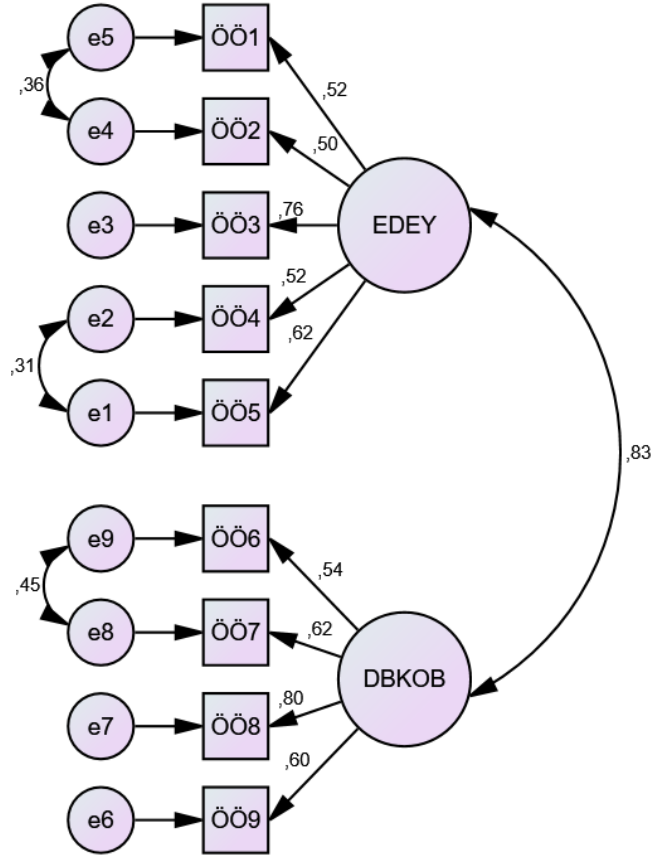 e5
ÖÖ1
,36
,52
e4
ÖÖ2
,50
e3
ÖÖ3
,76
EDEY
e2
ÖÖ4
,52
,31
,62
e1
ÖÖ5
,83
e9
ÖÖ6
,45
,54
e8
ÖÖ7
,62
DBKOB
e7
ÖÖ8
,80
,60
e6
ÖÖ9